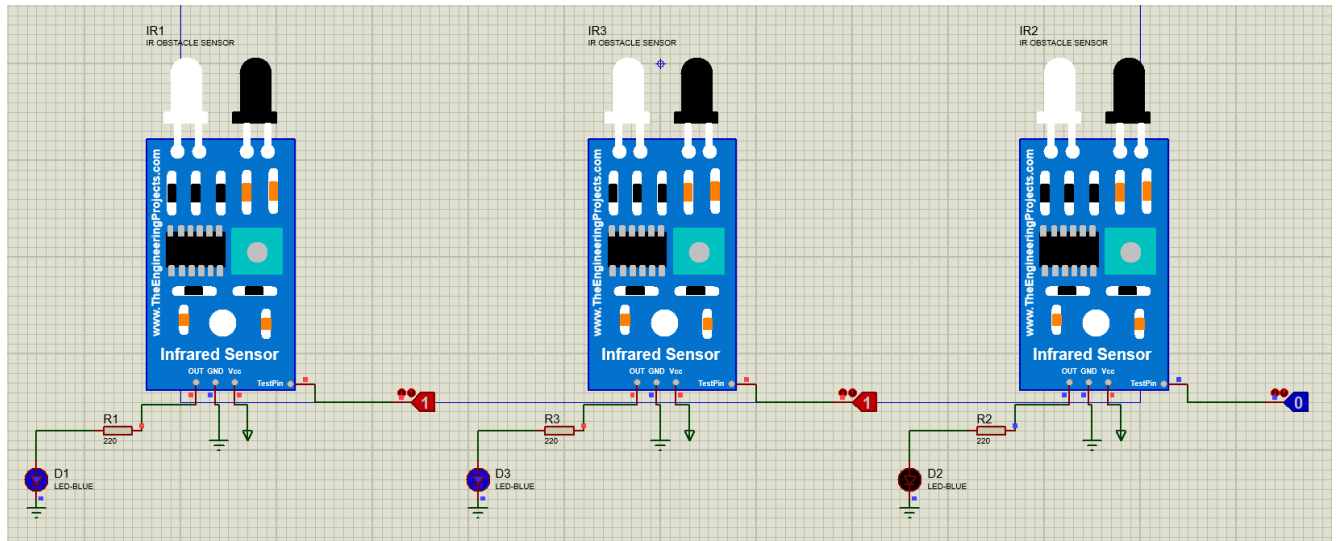 IR1
IR OBSTACLE SENSOR
www.TheEngineeringProjects.com
Infrared Sensor
OUT GND Vcc
TestPin
1
R1
220
D1
LED-BLUE
IR3
IR OBSTACLE SENSOR
www.TheEngineeringProjects.com
Infrared Sensor
OUT GND Vcc
TestPin
1
R3
220
D3
LED-BLUE
IR2
IR OBSTACLE SENSOR
www.TheEngineeringProjects.com
Infrared Sensor
OUT GND Vcc
TestPin
0
R2
220
D2
LED-BLUE